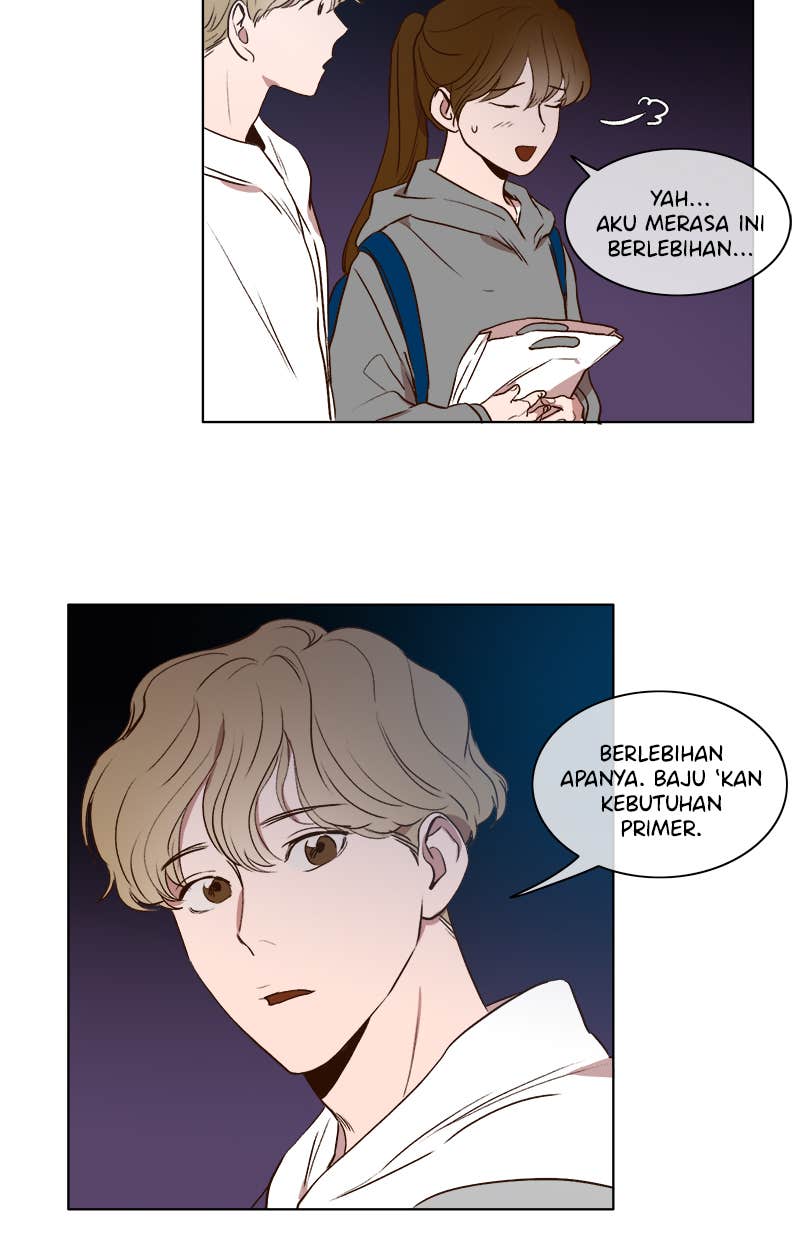 YAH...
AKU MERASA INI
BERLEBIHAN...
BERLEBIHAN
APANYA. BAJU ‘KAN
KEBUTUHAN
PRIMER.